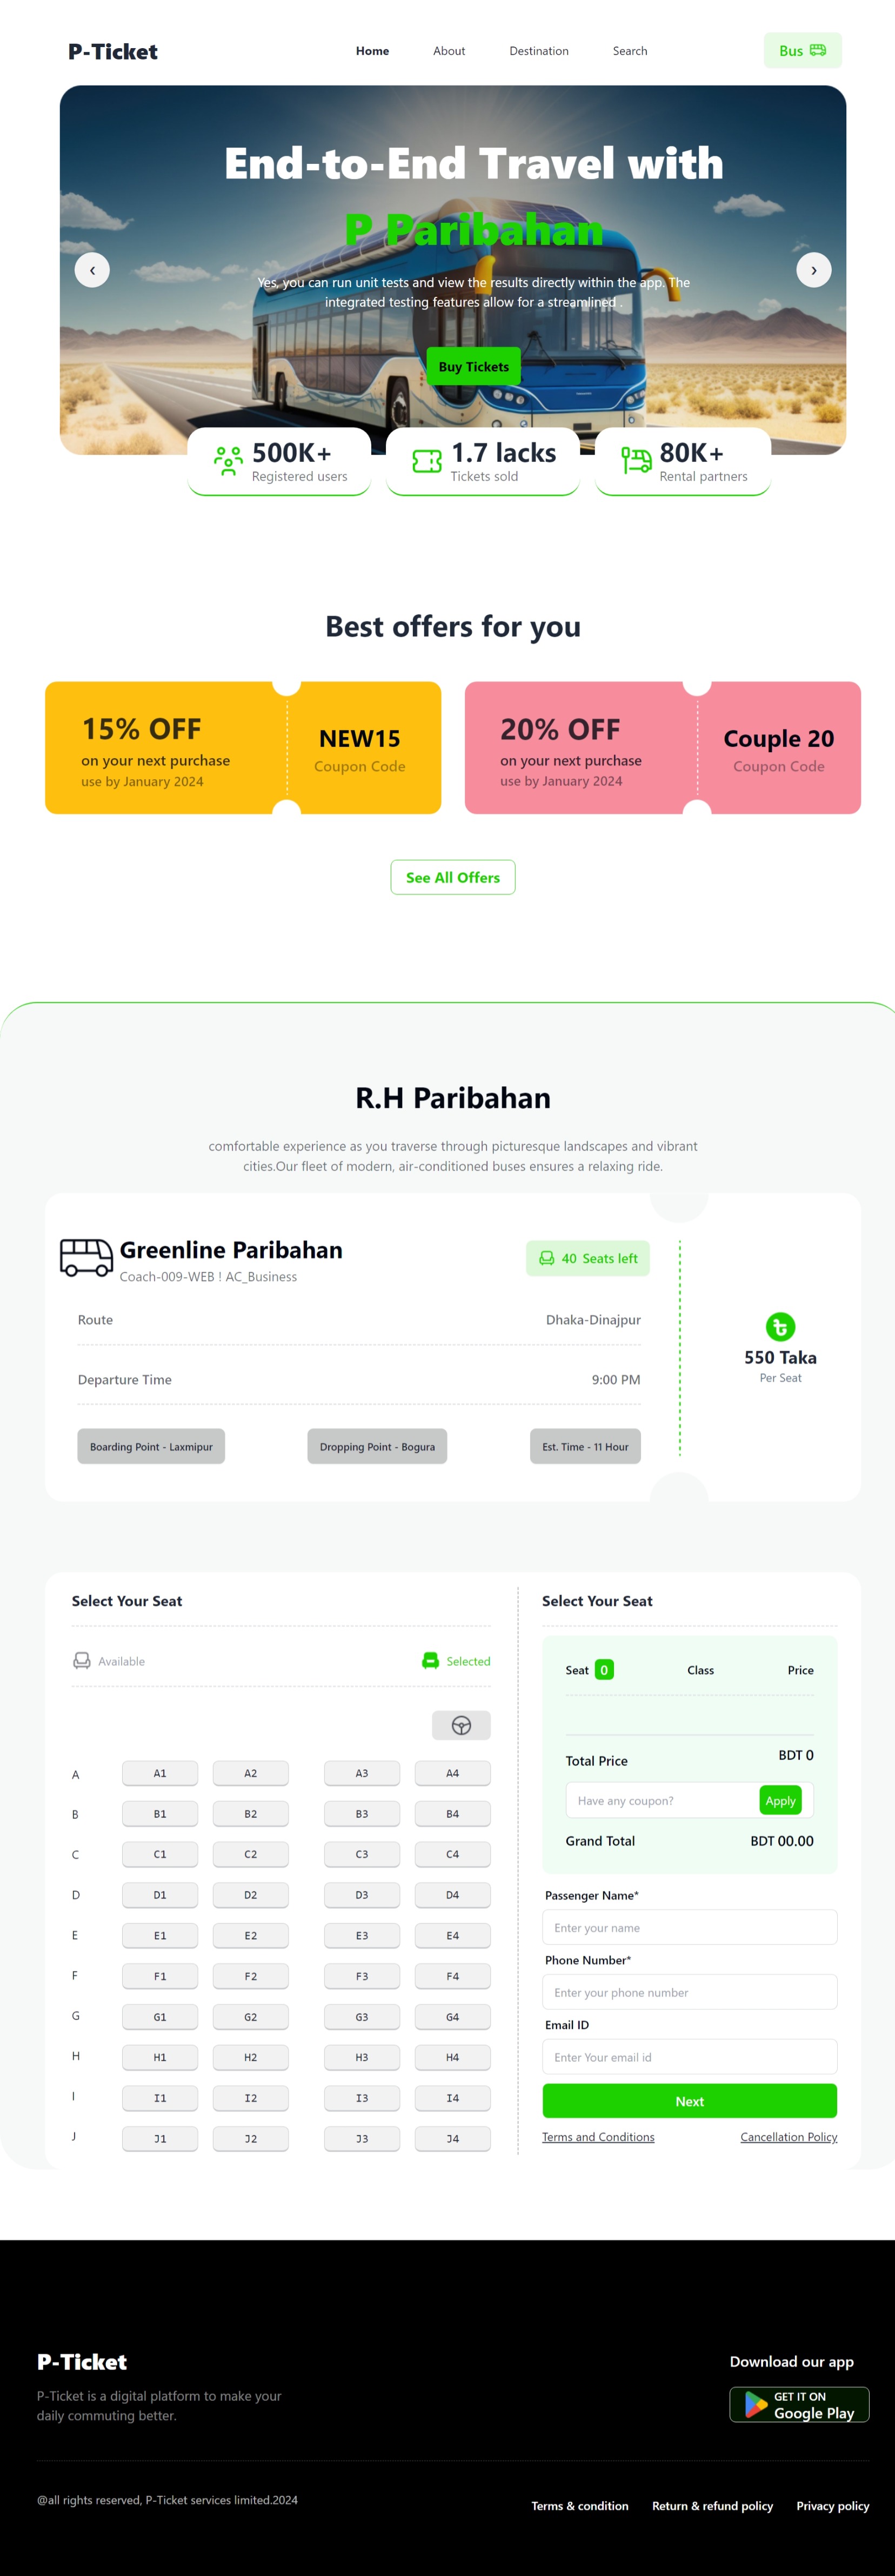 P-Ticket
Home
About
Destination
Search
Bus
End-to-End Travel with
P Paribahan
Yes, you can run unit tests and view the results directly within the app. The
integrated testing features allow for a streamlined .
Buy Tickets
500K+
Registered users
1.7 lacks
Tickets sold
80K+
Rental partners
Best offers for you
15% OFF
on your next purchase
use by January 2024
NEW15
Coupon Code
20% OFF
on your next purchase
use by January 2024
Couple 20
Coupon Code
See All Offers
R.H Paribahan
comfortable experience as you traverse through picturesque landscapes and vibrant
cities.Our fleet of modern, air-conditioned buses ensures a relaxing ride.
Greenline Paribahan
Coach-009-WEB ! AC_Business
40 Seats left
Route
Dhaka-Dinajpur
Departure Time
9:00 PM
Boarding Point - Laxmipur
Dropping Point - Bogura
Est. Time - 11 Hour
550 Taka
Per Seat
Select Your Seat
Available
Selected
A A1 A2 A3 A4
B B1 B2 B3 B4
C C1 C2 C3 C4
D D1 D2 D3 D4
E E1 E2 E3 E4
F F1 F2 F3 F4
G G1 G2 G3 G4
H H1 H2 H3 H4
I I1 I2 I3 I4
J J1 J2 J3 J4
Select Your Seat
Seat 0 Class Price
Total Price BDT 0
Have any coupon?
Apply
Grand Total BDT 00.00
Passenger Name*
Enter your name
Phone Number*
Enter your phone number
Email ID
Enter Your email id
Next
Terms and Conditions
Cancellation Policy
P-Ticket
P-Ticket is a digital platform to make your
daily commuting better.
Download our app
GET IT ON
Google Play
@all rights reserved, P-Ticket services limited.2024
Terms & condition
Return & refund policy
Privacy policy